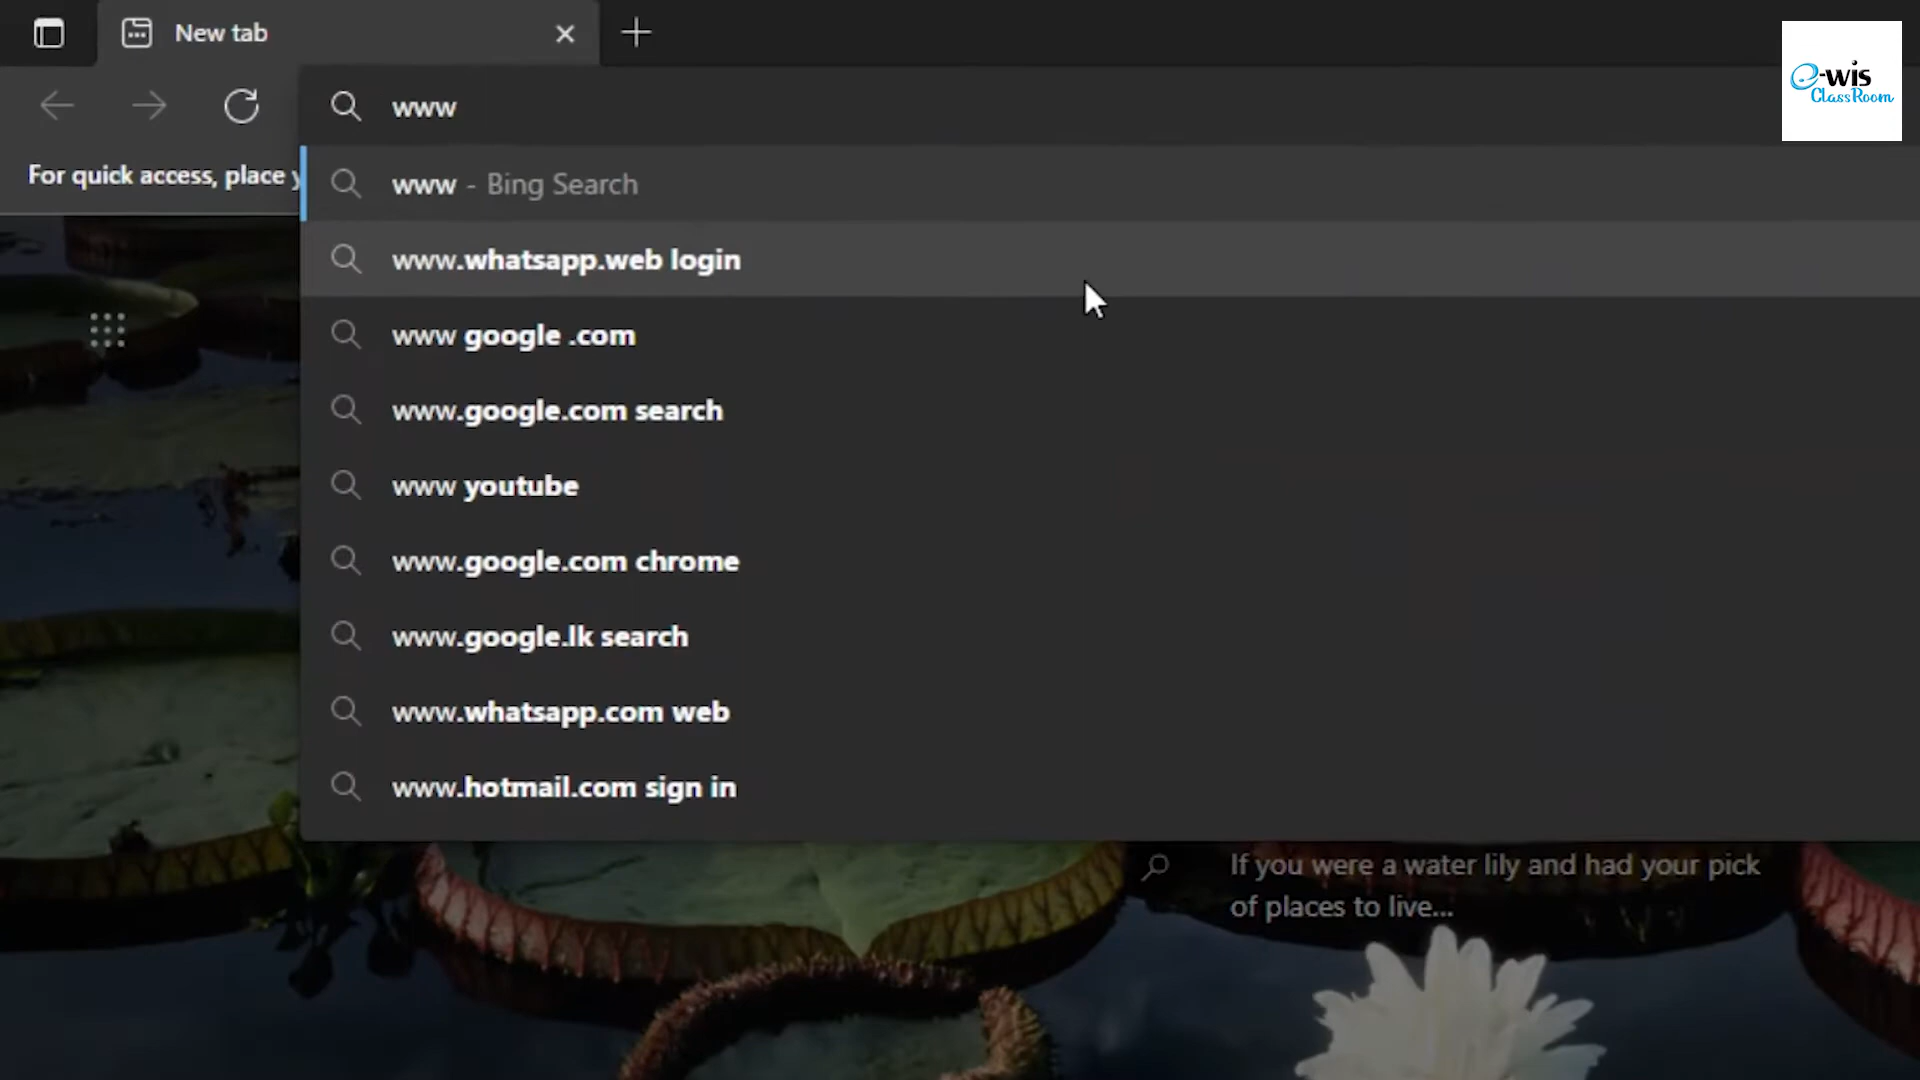 New tab
e-wis
ClassRoom
www
For quick access, place y
www - Bing Search
www.whatsapp.web login
www google .com
www.google.com search
www youtube
www.google.com chrome
www.google.lk search
www.whatsapp.com web
www.hotmail.com sign in
If you were a water lily and had your pick
of places to live...